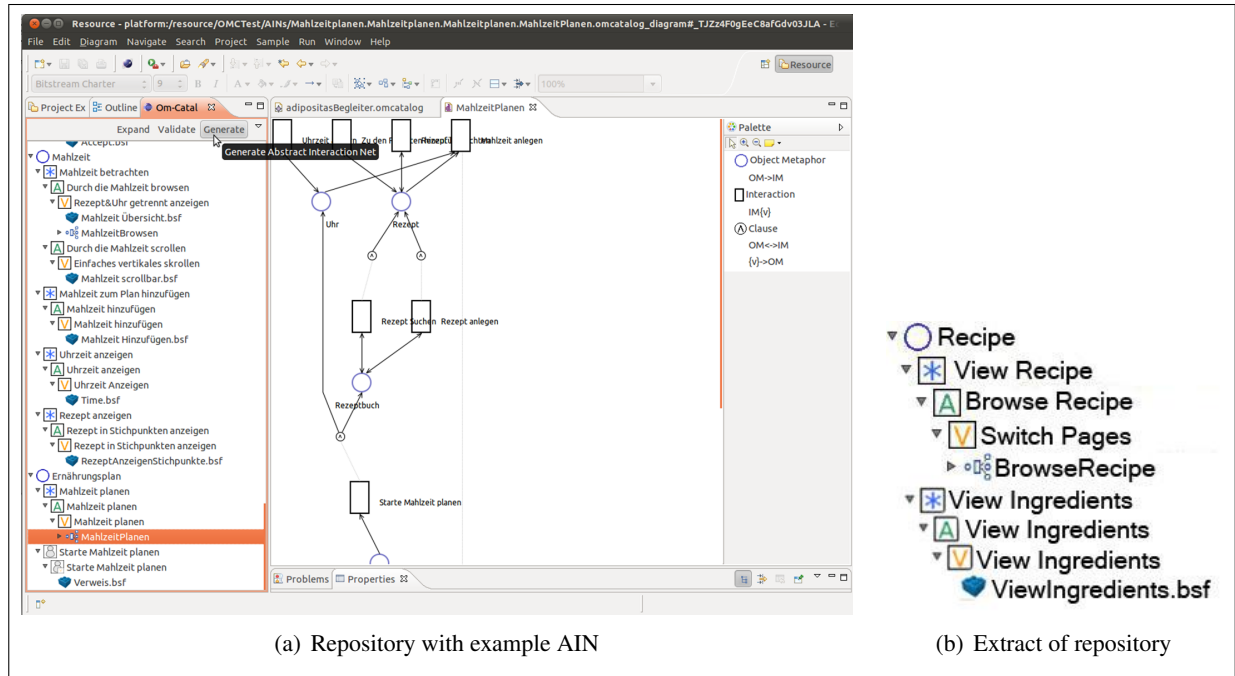 Resource - platform:/resource/OMCTest/AINs/Mahlzeitplanen.Mahlzeitplanen.Mahlzeitplanen.MahlzeitPlanen.omcatalog_diagram#_TJZz4F0gEeC8afGdv03JLA - E
File Edit Diagram Navigate Search Project Sample Run Window Help
Resource
Bitstream Charter 9 B I A 100%
Project Ex Outline Om-Catal
adipositasBegleiter.omcatalog MahlzeitPlanen
Expand Validate Generate
Generate Abstract Interaction Net
Accept.bsf
Mahlzeit
Mahlzeit betrachten
A Durch die Mahlzeit browsen
V Rezept&Uhr getrennt anzeigen
Mahlzeit Übersicht.bsf
MahlzeitBrowsen
A Durch die Mahlzeit scrollen
V Einfaches vertikales skrollen
Mahlzeit scrollbar.bsf
Mahlzeit zum Plan hinzufügen
A Mahlzeit hinzufügen
V Mahlzeit hinzufügen
Mahlzeit Hinzufügen.bsf
Uhrzeit anzeigen
A Uhrzeit anzeigen
V Uhrzeit Anzeigen
Time.bsf
Rezept anzeigen
A Rezept in Stichpunkten anzeigen
V Rezept in Stichpunkten anzeigen
RezeptAnzeigenStichpunkte.bsf
Ernährungsplan
Mahlzeit planen
A Mahlzeit planen
V Mahlzeit planen
MahlzeitPlanen
Starte Mahlzeit planen
Starte Mahlzeit planen
Verweis.bsf
Uhrzeit Zu den Mahlzeit anlegen
Uhr
Rezept
Rezept Suchen
Rezept anlegen
Rezeptbuch
Starte Mahlzeit planen
Palette
Object Metaphor
OM->IM
Interaction
IM{v}
Clause
OM<->IM
{v}->OM
Problems Properties
Recipe
View Recipe
A Browse Recipe
V Switch Pages
BrowseRecipe
View Ingredients
A View Ingredients
V View Ingredients
ViewIngredients.bsf
(a) Repository with example AIN
(b) Extract of repository